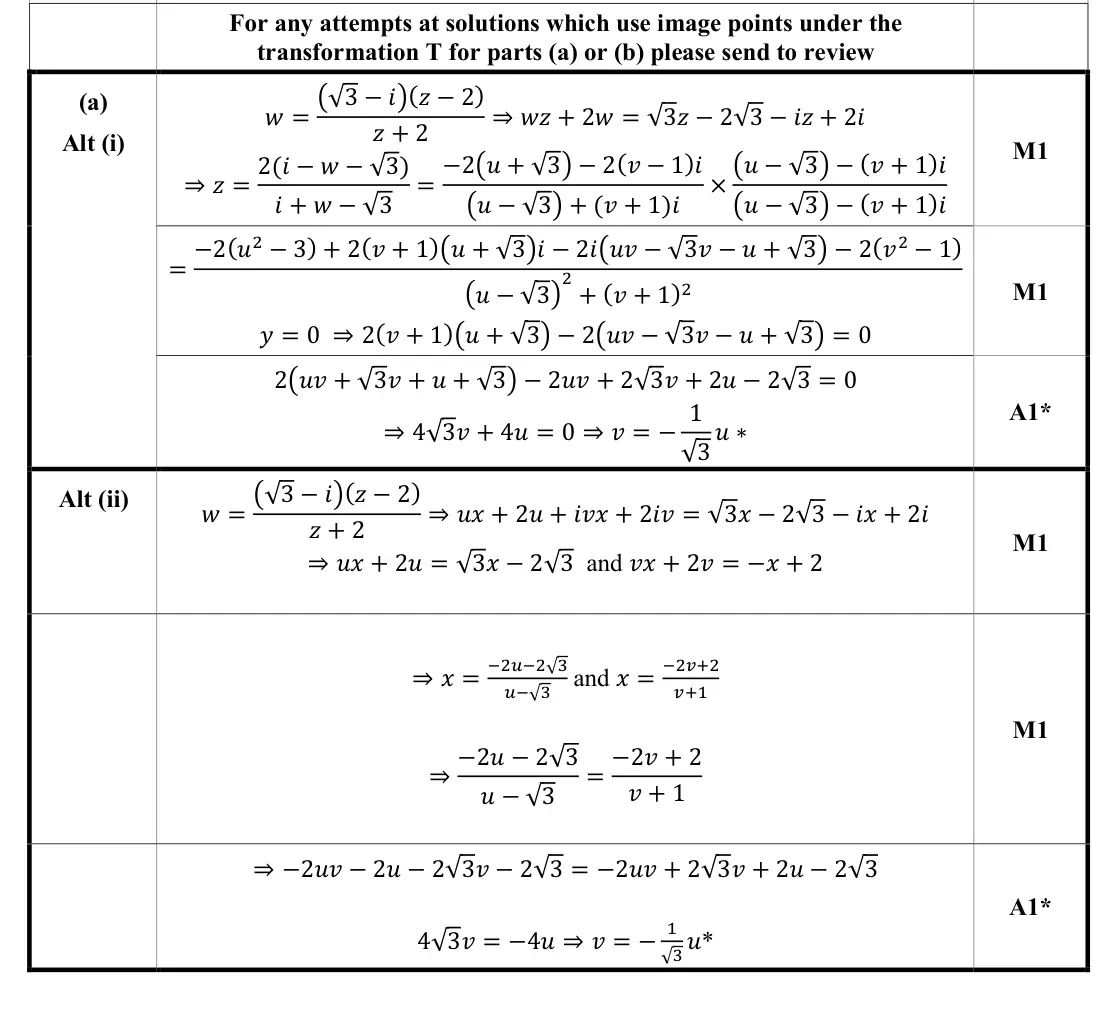 For any attempts at solutions which use image points under the
transformation T for parts (a) or (b) please send to review
(a)
Alt (i)
w = (√3 − i)(z − 2) / (z + 2) ⇒ wz + 2w = √3z − 2√3 − iz + 2i
⇒ z = 2(i − w − √3) / (i + w − √3) = (−2(u + √3) − 2(v − 1)i) / ((u − √3) + (v + 1)i) × ((u − √3) − (v + 1)i) / ((u − √3) − (v + 1)i)
M1
= (−2(u² − 3) + 2(v + 1)(u + √3)i − 2i(uv − √3v − u + √3) − 2(v² − 1)) / ((u − √3)² + (v + 1)²)
y = 0 ⇒ 2(v + 1)(u + √3) − 2(uv − √3v − u + √3) = 0
M1
2(uv + √3v + u + √3) − 2uv + 2√3v + 2u − 2√3 = 0
⇒ 4√3v + 4u = 0 ⇒ v = − 1/√3 u *
A1*
Alt (ii)
w = (√3 − i)(z − 2) / (z + 2) ⇒ ux + 2u + ivx + 2iv = √3x − 2√3 − ix + 2i
⇒ ux + 2u = √3x − 2√3 and vx + 2v = −x + 2
M1
⇒ x = (−2u−2√3) / (u−√3) and x = (−2v+2) / (v+1)
⇒ (−2u − 2√3) / (u − √3) = (−2v + 2) / (v + 1)
M1
⇒ −2uv − 2u − 2√3v − 2√3 = −2uv + 2√3v + 2u − 2√3
4√3v = −4u ⇒ v = − 1/√3 u*
A1*